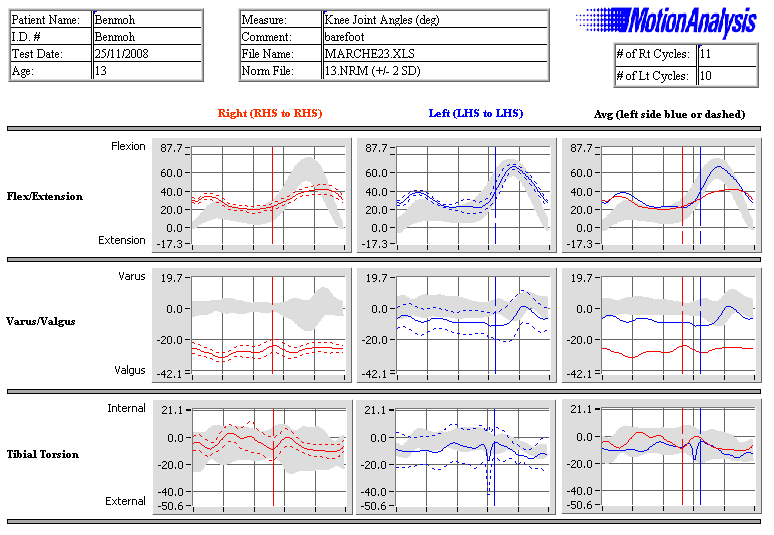 Patient Name: Benmoh
I.D. # Benmoh
Test Date: 25/11/2008
Age: 13
Measure: Knee Joint Angles (deg)
Comment: barefoot
File Name: MARCHE23.XLS
Norm File: 13.NRM (+/- 2 SD)
MotionAnalysis
# of Rt Cycles: 11
# of Lt Cycles: 10
Right (RHS to RHS) Left (LHS to LHS) Avg (left side blue or dashed)
Flex/Extension
Flexion
Extension
87.7 87.7 87.7
60.0 60.0 60.0
40.0 40.0 40.0
20.0 20.0 20.0
0.0 0.0 0.0
-17.3 -17.3 -17.3
Varus/Valgus
Varus
Valgus
19.7 19.7 19.7
0.0 0.0 0.0
-20.0 -20.0 -20.0
-42.1 -42.1 -42.1
Tibial Torsion
Internal
External
21.1 21.1 21.1
0.0 0.0 0.0
-20.0 -20.0 -20.0
-40.0 -40.0 -40.0
-50.6 -50.6 -50.6